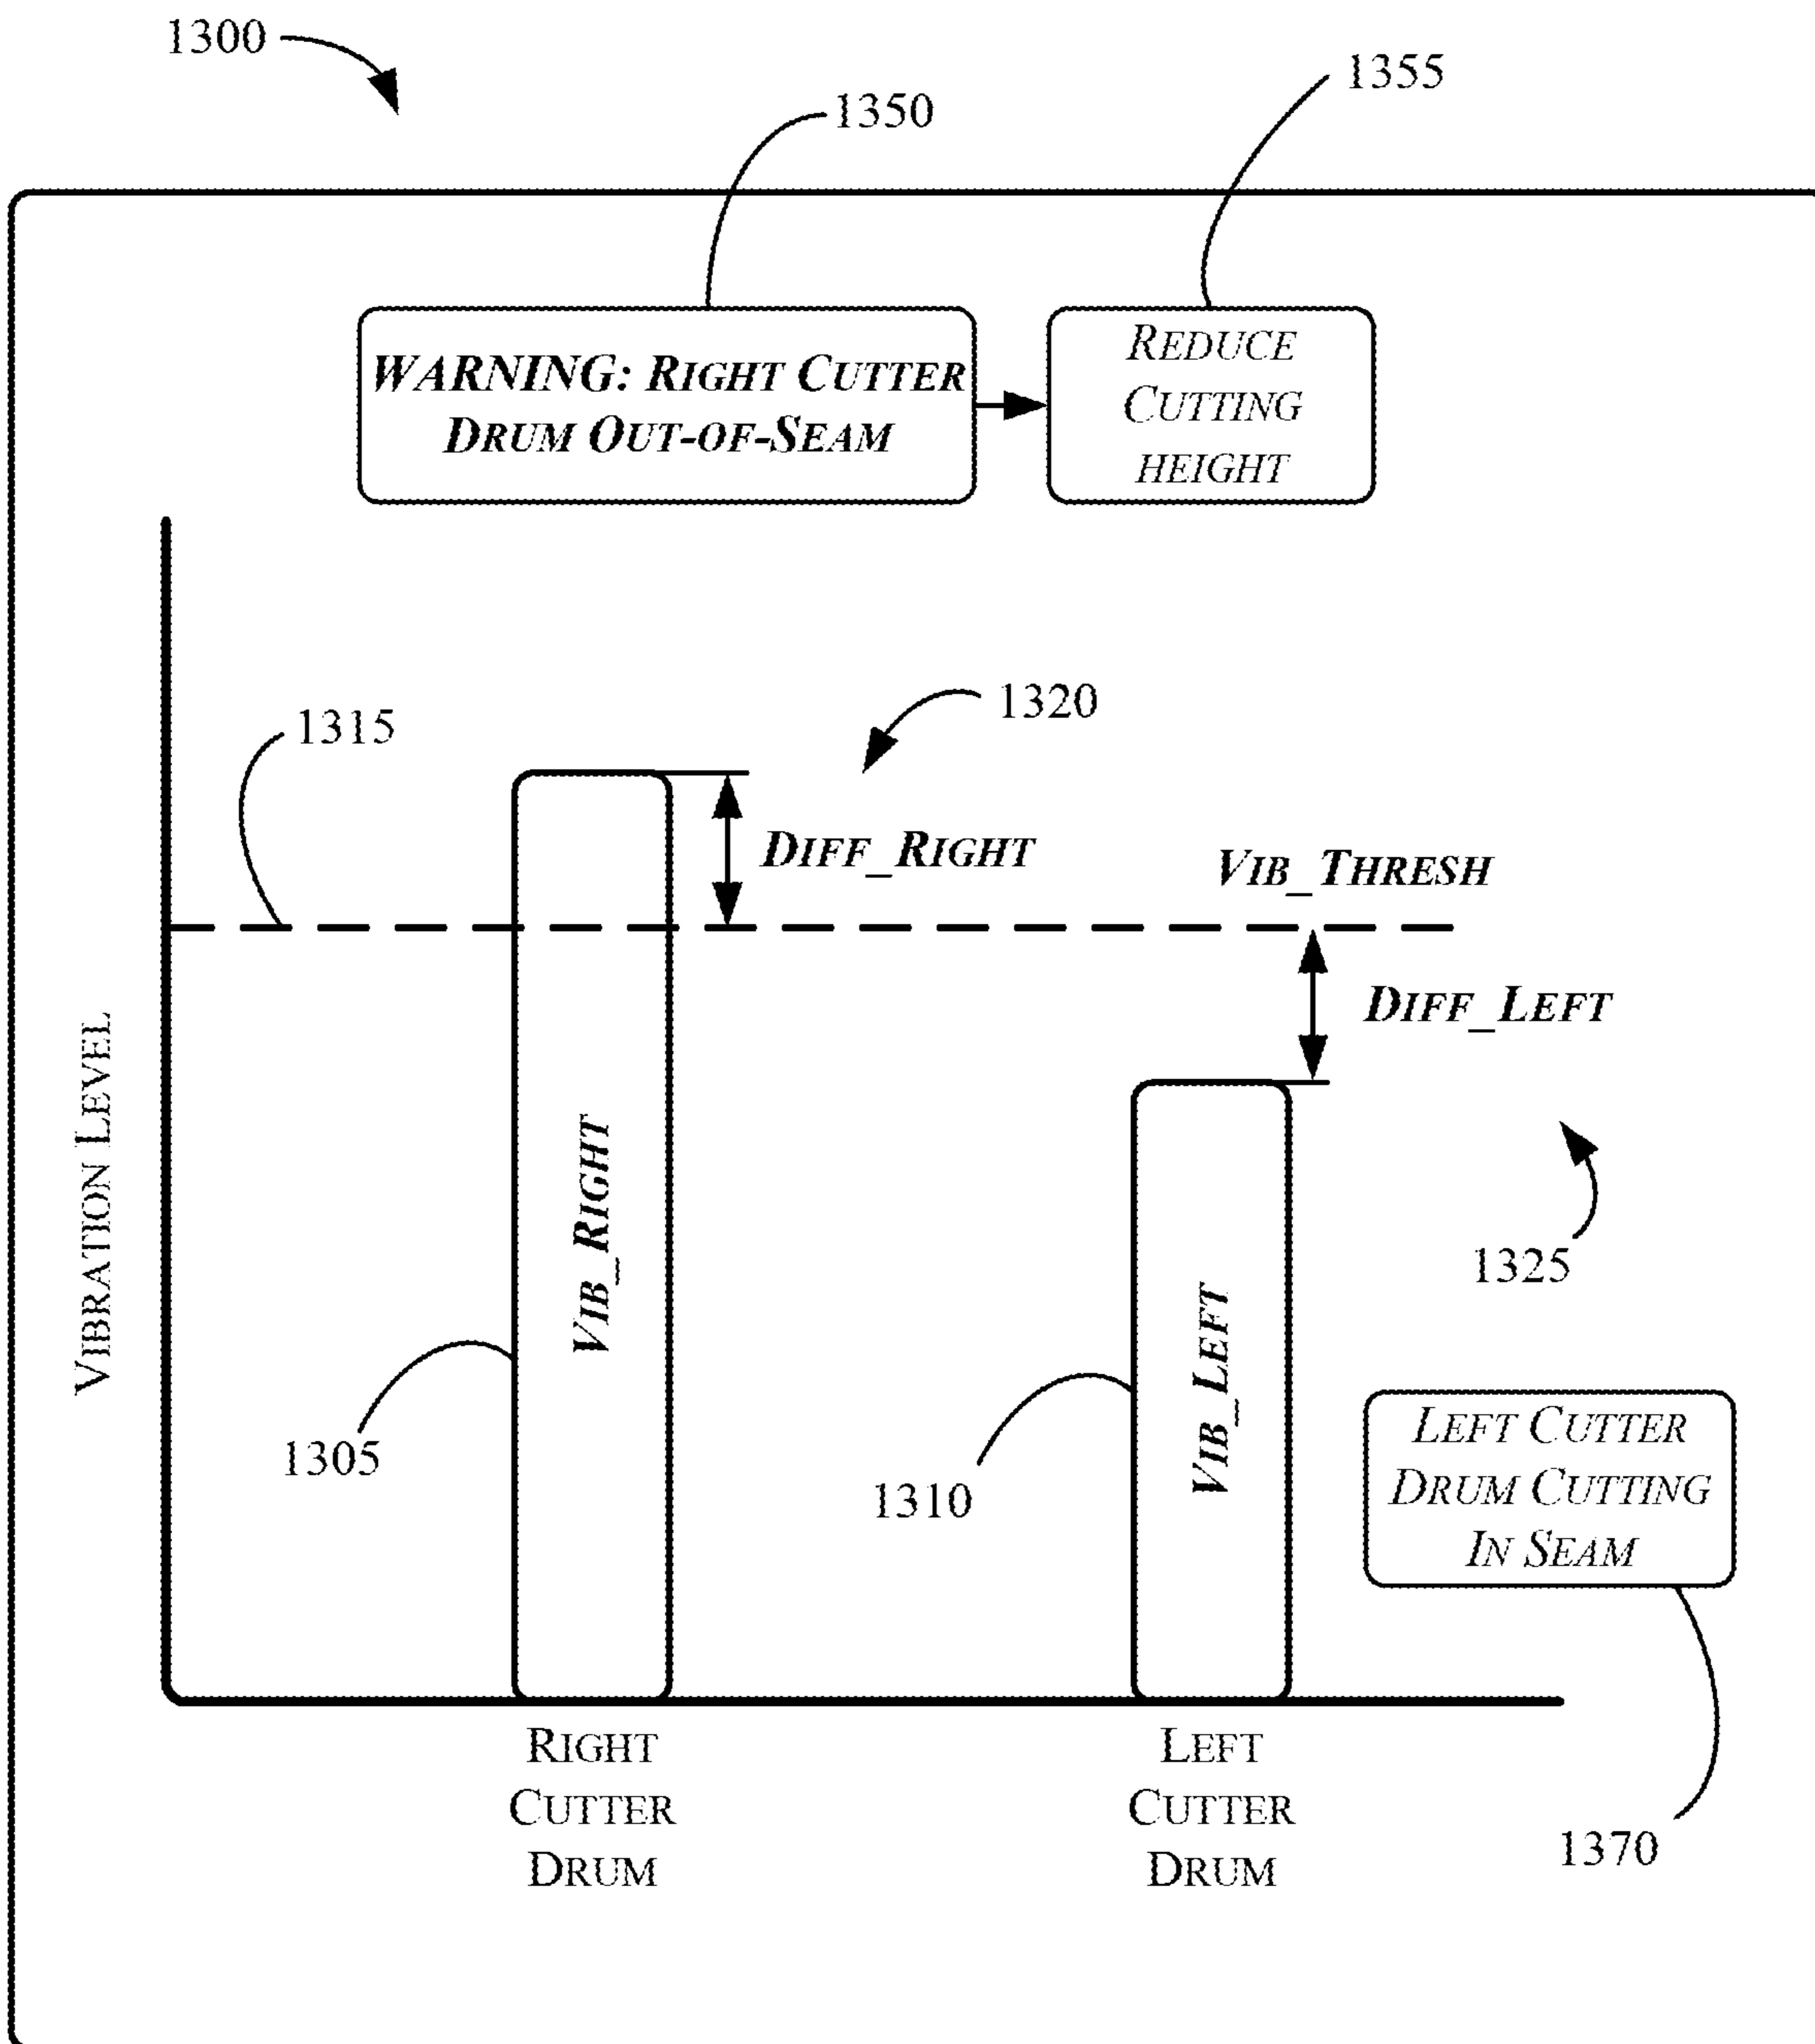 1300
1350
1355
WARNING: RIGHT CUTTER
DRUM OUT-OF-SEAM
REDUCE
CUTTING
HEIGHT
1320
1315
DIFF_RIGHT
VIB_THRESH
DIFF_LEFT
VIBRATION LEVEL
VIB_RIGHT
VIB_LEFT
1325
1305
1310
LEFT CUTTER
DRUM CUTTING
IN SEAM
1370
RIGHT
CUTTER
DRUM
LEFT
CUTTER
DRUM